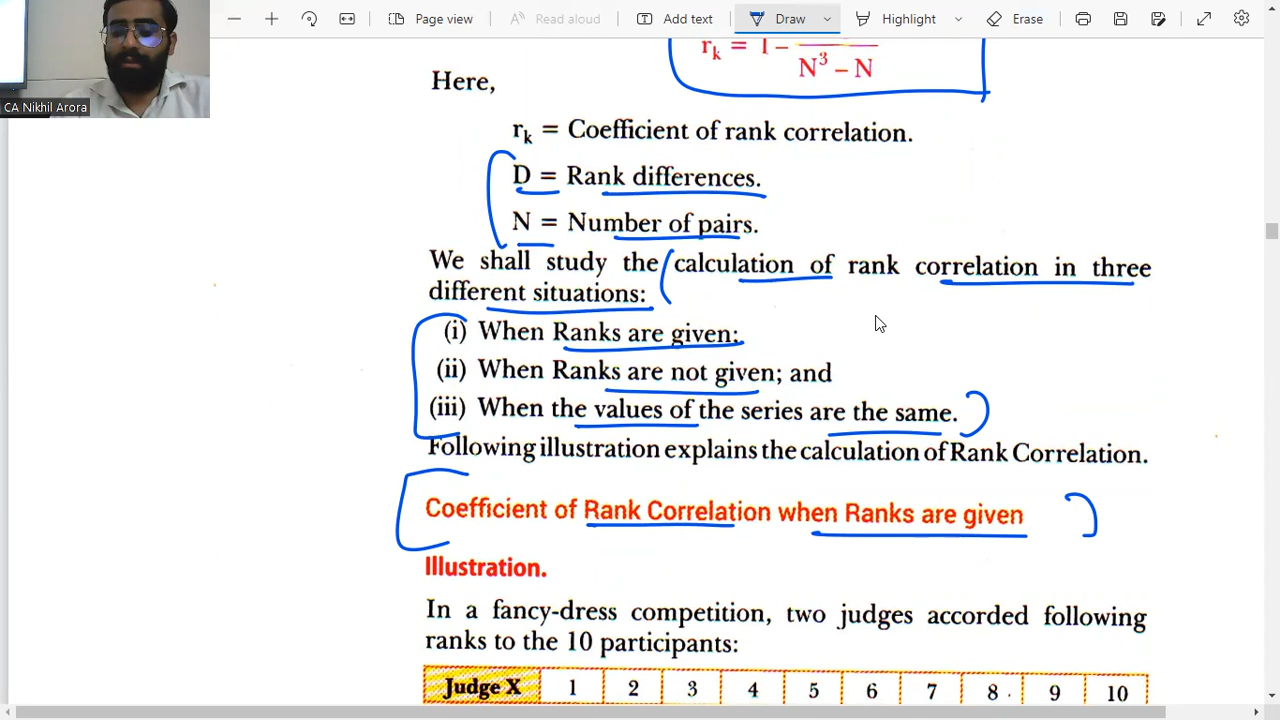 Page view
Read aloud
Add text
Draw
Highlight
Erase
CA Nikhil Arora
rk = 1 –
N³ – N
Here,
rk = Coefficient of rank correlation.
D = Rank differences.
N = Number of pairs.
We shall study the calculation of rank correlation in three
different situations:
(i) When Ranks are given;
(ii) When Ranks are not given; and
(iii) When the values of the series are the same.
Following illustration explains the calculation of Rank Correlation.
Coefficient of Rank Correlation when Ranks are given
Illustration.
In a fancy-dress competition, two judges accorded following
ranks to the 10 participants:
Judge X 1 2 3 4 5 6 7 8 9 10